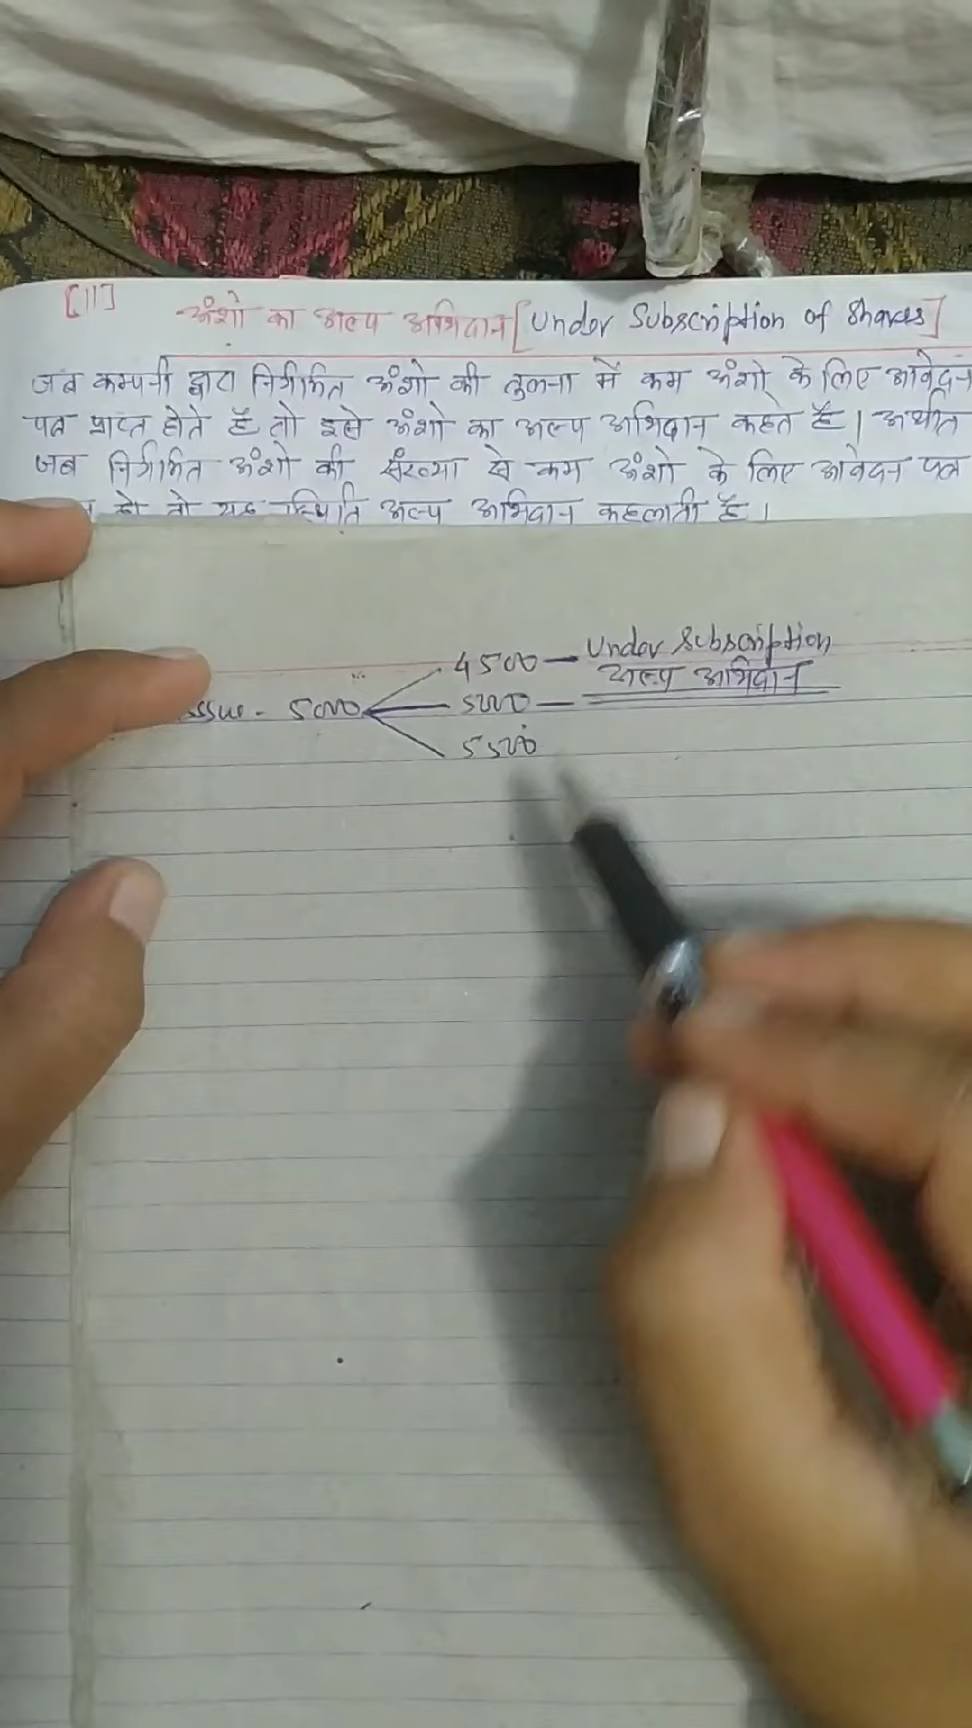 [11]
अंशो का अल्प अभिदान [Under Subscription of Shares]
जब कम्पनी द्वारा निर्गमित अंशो की तुलना में कम अंशो के लिए आवेदन
पत्र प्राप्त होते हैं तो इसे अंशो का अल्प अभिदान कहते हैं। अर्थात
जब निर्गमित अंशो की संख्या से कम अंशो के लिए आवेदन पत्र
हो तो यह स्थिति अल्प अभिदान कहलाती है।
4500 — Under Subscription
अल्प अभिदान
ssue - 5000
5000 —
5500